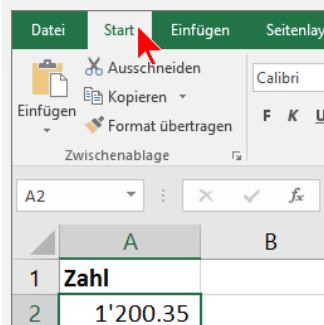 Datei Start Einfügen Seitenlay
Ausschneiden
Kopieren
Einfügen
Format übertragen
Zwischenablage
Calibri
F K U
A2 fx
A B
1 Zahl
2 1'200.35